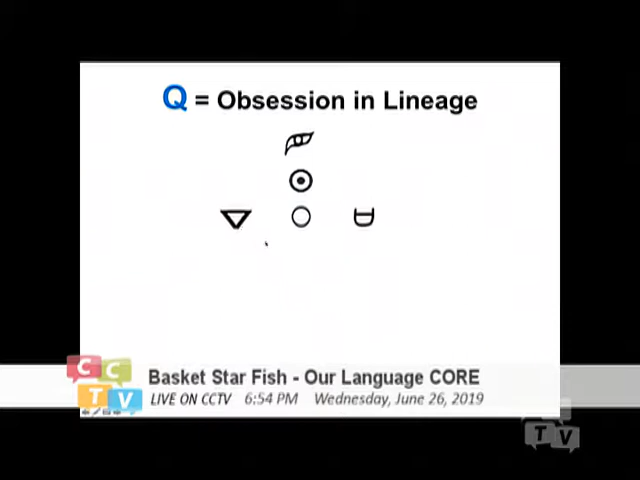 Q = Obsession in Lineage
C C
T V
Basket Star Fish - Our Language CORE
LIVE ON CCTV 6:54 PM Wednesday, June 26, 2019
T V